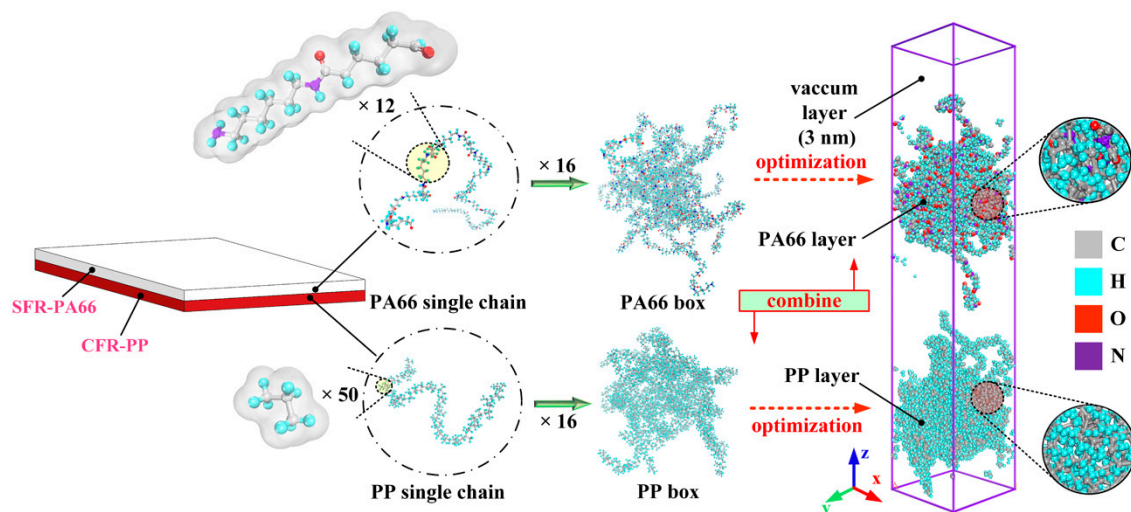 × 12
× 16
vaccum
layer
(3 nm)
optimization
PA66 layer
SFR-PA66
CFR-PP
PA66 single chain
PA66 box
combine
× 50
× 16
PP layer
optimization
PP single chain
PP box
z
x
y
C
H
O
N